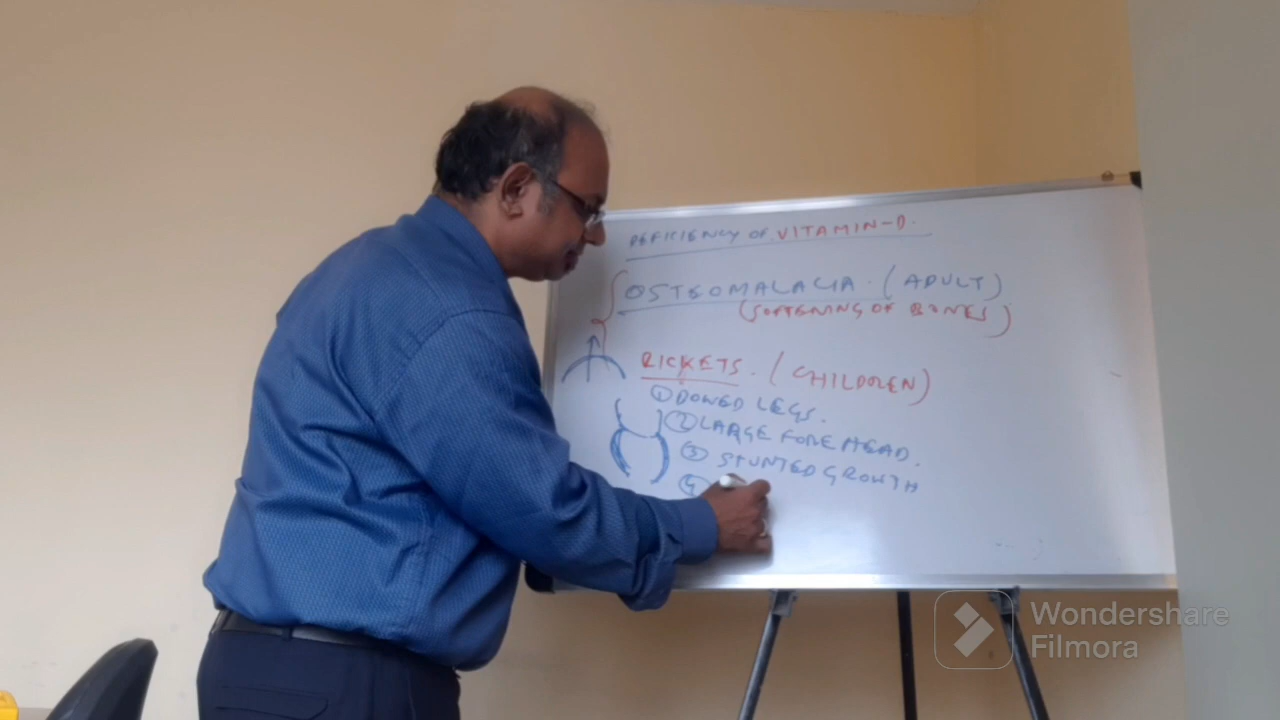 DEFICIENCY OF VITAMIN-D.
OSTEOMALACIA. (ADULT)
(SOFTENING OF BONES)
RICKETS. (CHILDREN)
① BOWED LEGS.
② LARGE FOREHEAD.
③ STUNTED GROWTH
④
Wondershare
Filmora